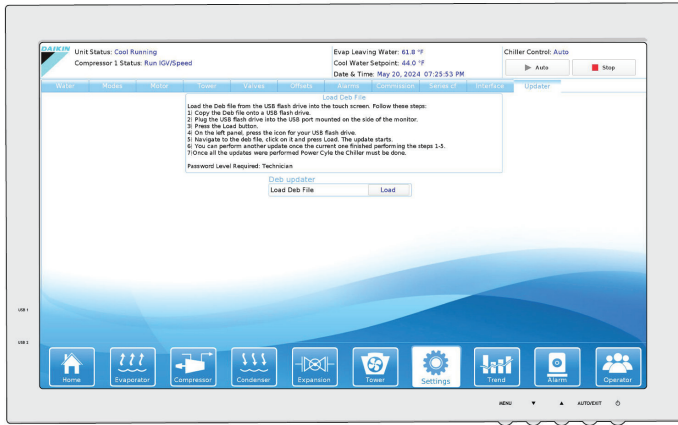 DAIKIN
Unit Status: Cool Running
Compressor 1 Status: Run IGV/Speed
Evap Leaving Water: 61.8 °F
Cool Water Setpoint: 44.0 °F
Date & Time: May 20, 2024 07:25:53 PM
Chiller Control: Auto
Auto
Stop
Water Modes Motor Tower Valves Offsets Alarms Commission Interface Updater
Load Deb File
Load the Deb file from the USB flash drive into the touch screen. Follow these steps:
1| Copy the Deb file onto a USB flash drive.
2| Plug the USB flash drive into the USB port mounted on the side of the monitor.
3| Press the Load button.
4| On the left panel, press the icon for your USB flash drive.
5| Navigate to the deb file, click on it and press Load. The update starts.
6| You can perform another update once the current one finished performing the steps 1-5.
7|Once all the updates were performed Power Cyle the Chiller must be done.
Password Level Required: Technician
Deb updater
Load Deb File Load
USB 1
USB 2
Home Evaporator Compressor Condenser Expansion Tower Settings Trend Alarm Operator
MENU ▼ ▲ AUTO/EXIT